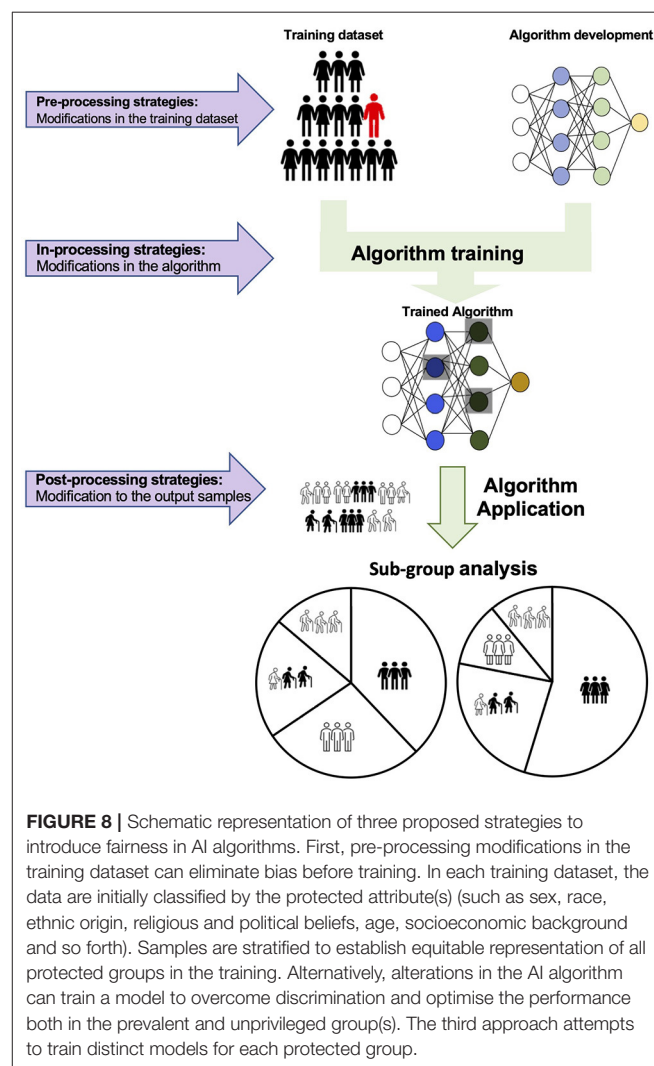 Training dataset
Algorithm development
Pre-processing strategies:
Modifications in the training dataset
In-processing strategies:
Modifications in the algorithm
Algorithm training
Trained Algorithm
Post-processing strategies:
Modification to the output samples
Algorithm
Application
Sub-group analysis
FIGURE 8 | Schematic representation of three proposed strategies to
introduce fairness in AI algorithms. First, pre-processing modifications in the
training dataset can eliminate bias before training. In each training dataset, the
data are initially classified by the protected attribute(s) (such as sex, race,
ethnic origin, religious and political beliefs, age, socioeconomic background
and so forth). Samples are stratified to establish equitable representation of all
protected groups in the training. Alternatively, alterations in the AI algorithm
can train a model to overcome discrimination and optimise the performance
both in the prevalent and unprivileged group(s). The third approach attempts
to train distinct models for each protected group.